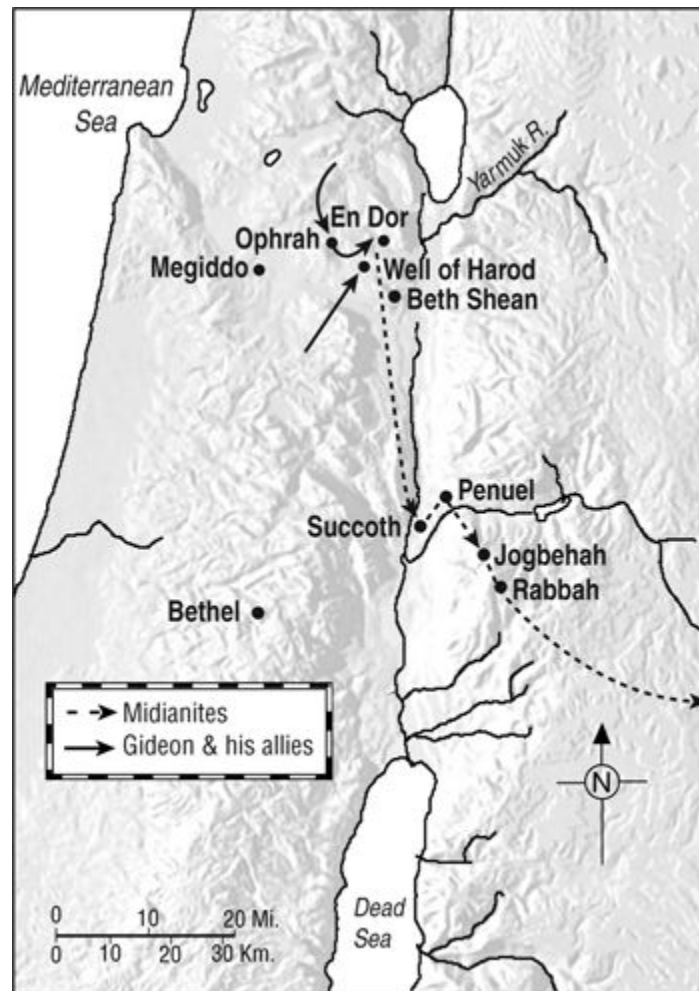 Mediterranean
Sea
Yarmuk R.
En Dor
Ophrah
Megiddo
Well of Harod
Beth Shean
Penuel
Succoth
Jogbehah
Rabbah
Bethel
Midianites
Gideon & his allies
N
0 10 20 Mi.
0 10 20 30 Km.
Dead
Sea